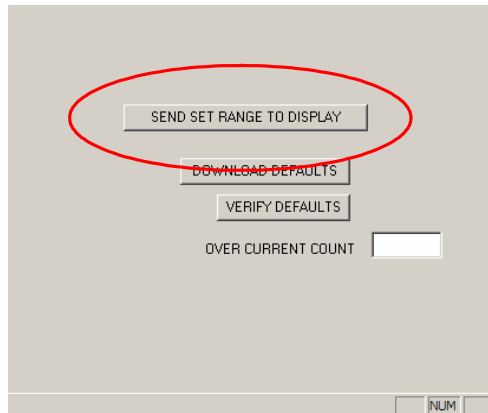 SEND SET RANGE TO DISPLAY
DOWNLOAD DEFAULTS
VERIFY DEFAULTS
OVER CURRENT COUNT
NUM